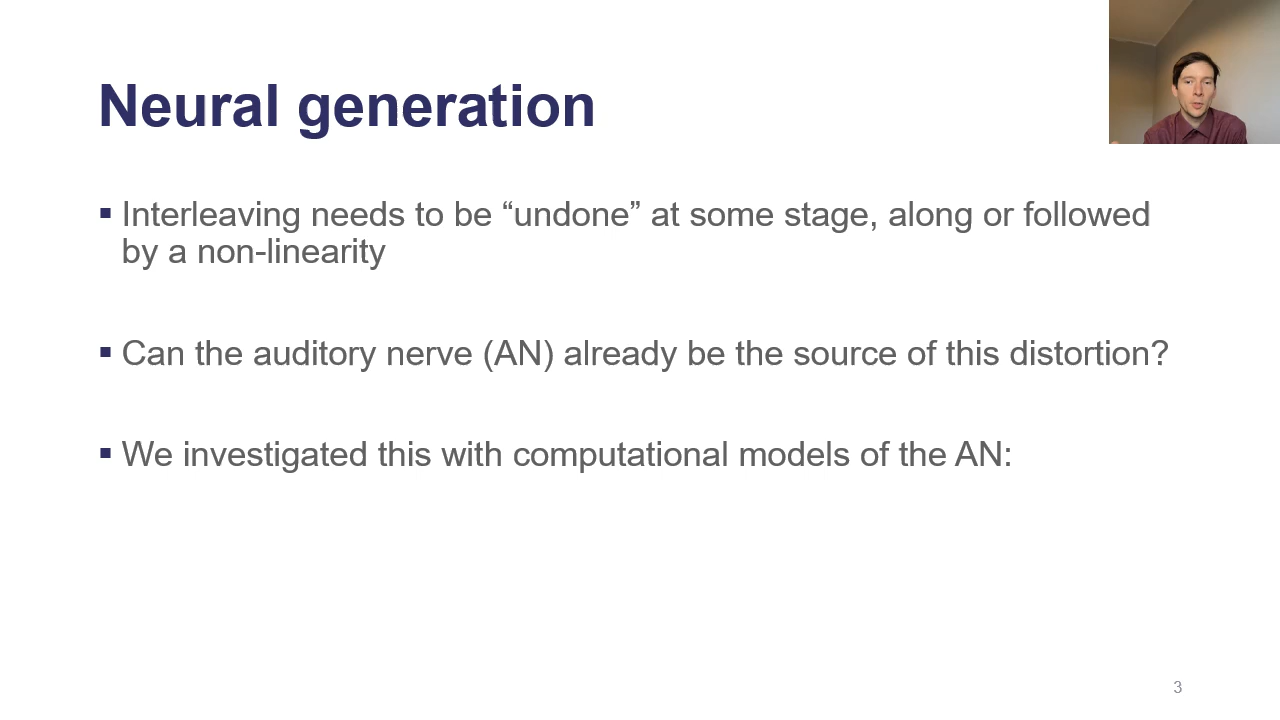 Neural generation
▪ Interleaving needs to be “undone” at some stage, along or followed
by a non-linearity
▪ Can the auditory nerve (AN) already be the source of this distortion?
▪ We investigated this with computational models of the AN:
3